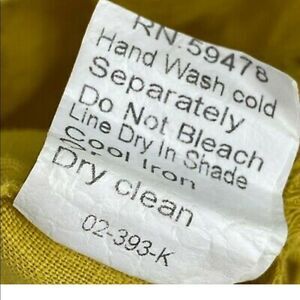 RN 59478
Hand Wash cold
Separately
Do Not Bleach
Line Dry In Shade
Cool Iron
Dry clean
02-393-K